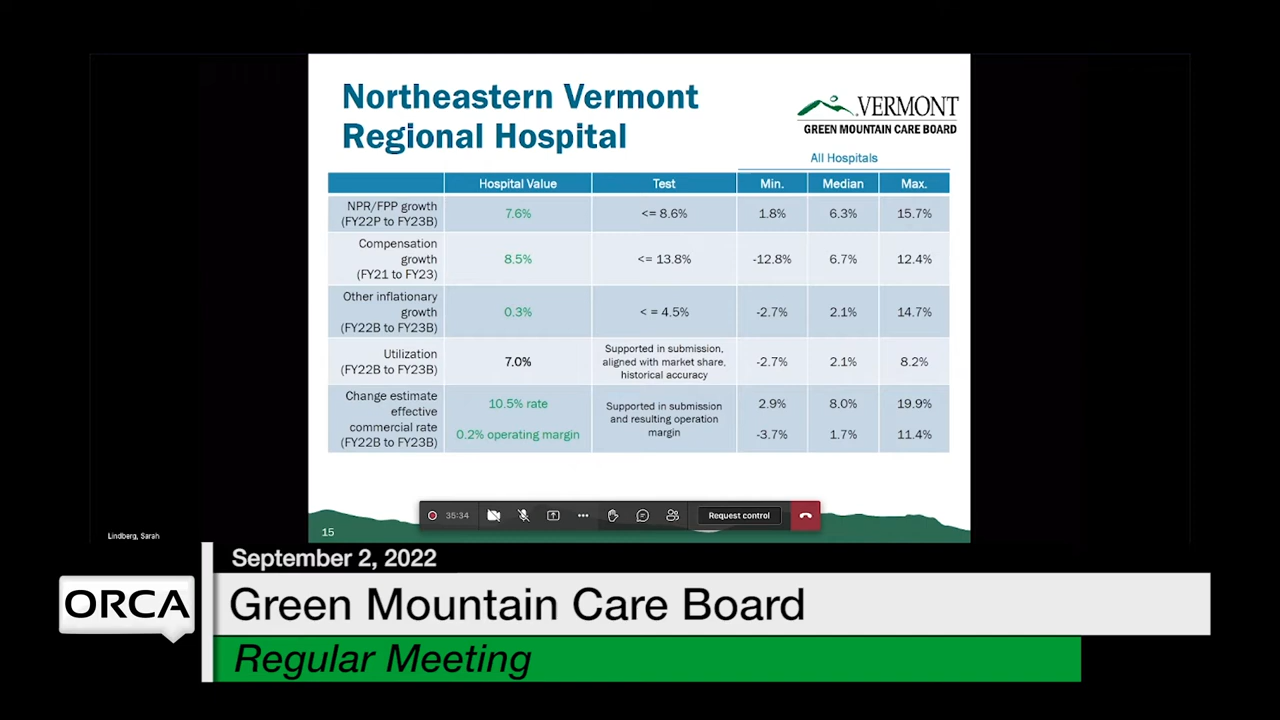 Northeastern Vermont
Regional Hospital
VERMONT
GREEN MOUNTAIN CARE BOARD
All Hospitals
Hospital Value Test Min. Median Max.
NPR/FPP growth
(FY22P to FY23B)
7.6% <= 8.6% 1.8% 6.3% 15.7%
Compensation
growth
(FY21 to FY23)
8.5% <= 13.8% -12.8% 6.7% 12.4%
Other inflationary
growth
(FY22B to FY23B)
0.3% < = 4.5% -2.7% 2.1% 14.7%
Utilization
(FY22B to FY23B)
7.0%
Supported in submission,
aligned with market share,
historical accuracy
-2.7% 2.1% 8.2%
Change estimate
effective
commercial rate
(FY22B to FY23B)
10.5% rate
0.2% operating margin
Supported in submission
and resulting operation
margin
2.9% 8.0% 19.9%
-3.7% 1.7% 11.4%
35:34
Request control
15
Lindberg, Sarah
September 2, 2022
ORCA
Green Mountain Care Board
Regular Meeting